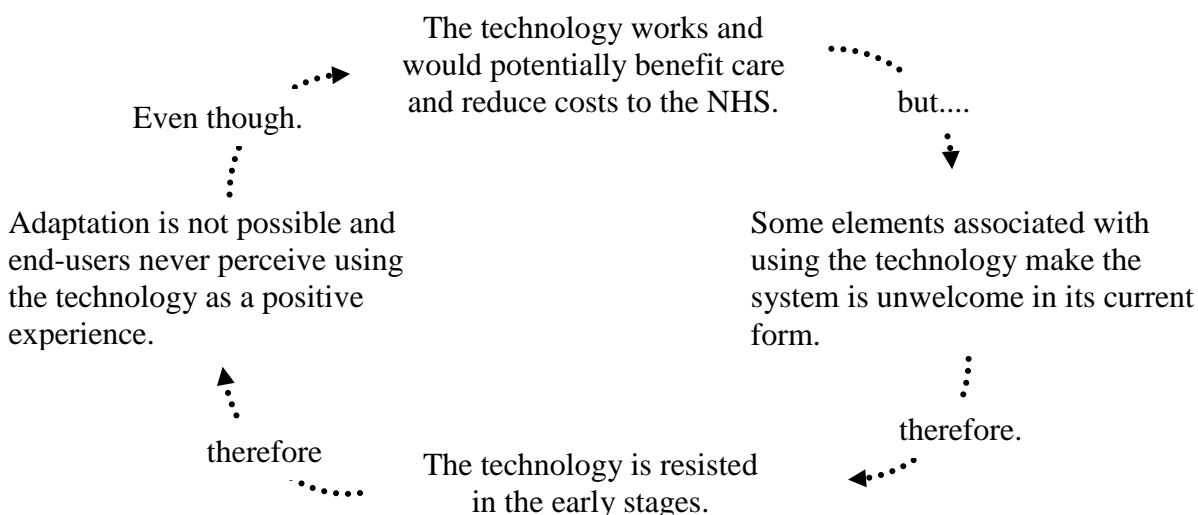 The technology works and
would potentially benefit care
and reduce costs to the NHS.
but....
Some elements associated with
using the technology make the
system is unwelcome in its current
form.
therefore.
The technology is resisted
in the early stages.
therefore
Adaptation is not possible and
end-users never perceive using
the technology as a positive
experience.
Even though.